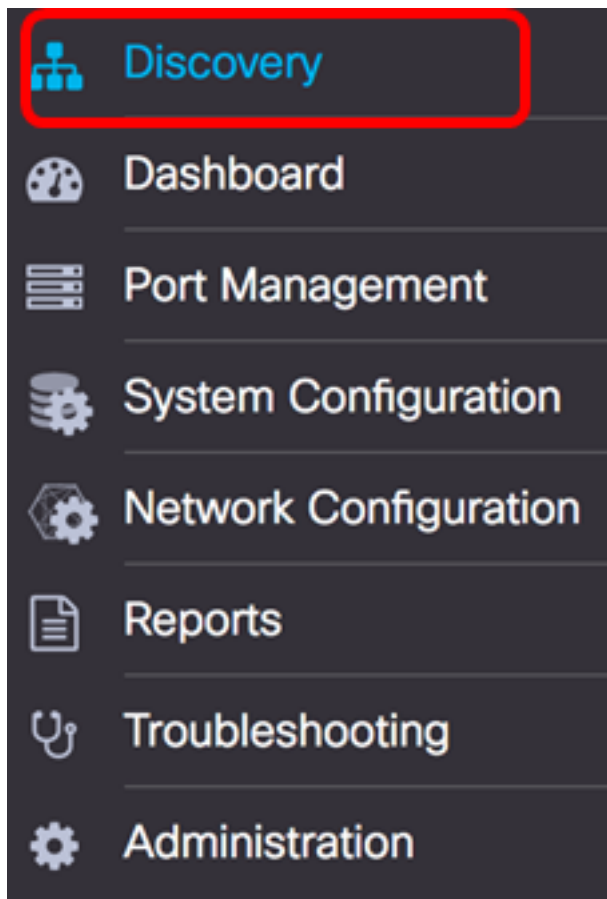 Discovery
Dashboard
Port Management
System Configuration
Network Configuration
Reports
Troubleshooting
Administration